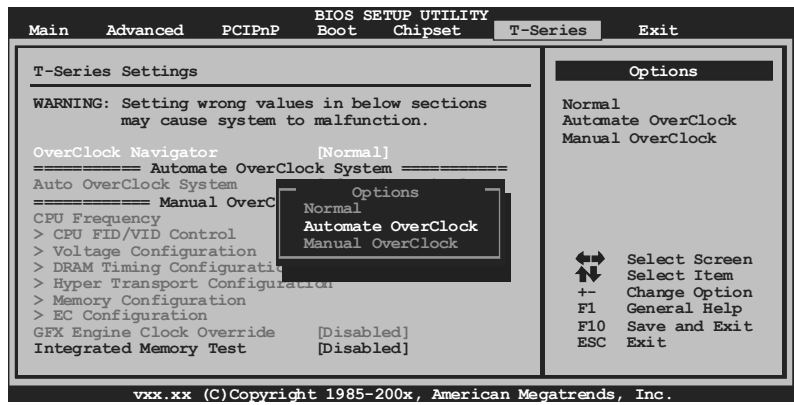 BIOS SETUP UTILITY
Main Advanced PCIPnP Boot Chipset T-Series Exit
T-Series Settings
WARNING: Setting wrong values in below sections
may cause system to malfunction.
OverClock Navigator [Normal]
=========== Automate OverClock System ===========
Auto OverClock System
============ Manual OverC
CPU Frequency
> CPU FID/VID Control
> Voltage Configuration
> DRAM Timing Configuratio
> Hyper Transport Configuration
> Memory Configuration
> EC Configuration
GFX Engine Clock Override [Disabled]
Integrated Memory Test [Disabled]
Options
Normal
Automate OverClock
Manual OverClock
Options
Normal
Automate OverClock
Manual OverClock
Select Screen
Select Item
+- Change Option
F1 General Help
F10 Save and Exit
ESC Exit
vxx.xx (C)Copyright 1985-200x, American Megatrends, Inc.